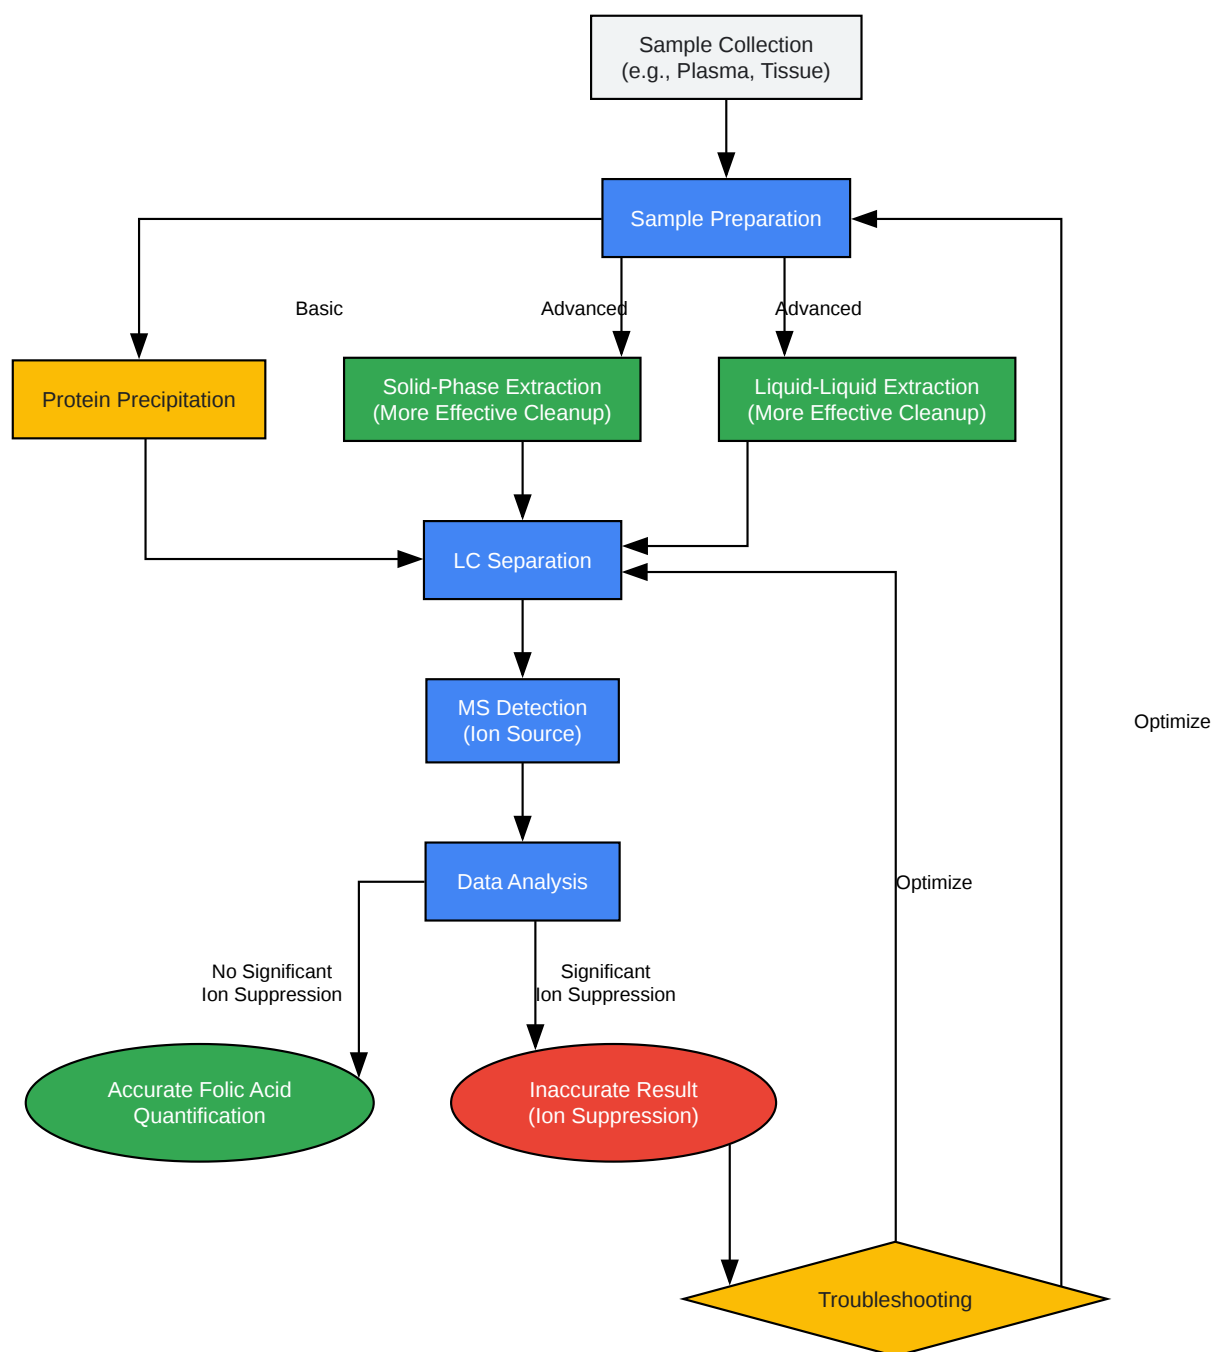 Sample Collection
(e.g., Plasma, Tissue)
Sample Preparation
Basic
Advanced
Advanced
Protein Precipitation
Solid-Phase Extraction
(More Effective Cleanup)
Liquid-Liquid Extraction
(More Effective Cleanup)
LC Separation
MS Detection
(Ion Source)
Optimize
Data Analysis
Optimize
No Significant
Ion Suppression
Significant
Ion Suppression
Accurate Folic Acid
Quantification
Inaccurate Result
(Ion Suppression)
Troubleshooting